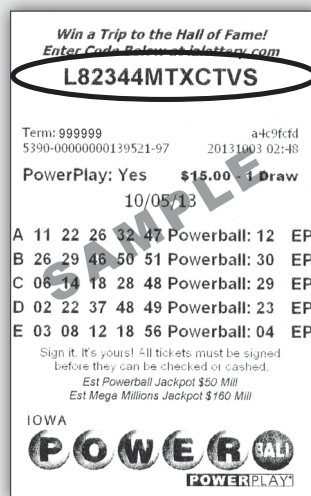 Win a Trip to the Hall of Fame!
Enter Code Below at ialottery.com
L82344MTXCTVS
Term: 999999 a4c9fcfd
5390-00000000139521-97 20131003 02:48
PowerPlay: Yes $15.00 - 1 Draw
10/05/13
SAMPLE
A 11 22 26 32 47 Powerball: 12 EP
B 26 29 46 50 51 Powerball: 30 EP
C 06 14 18 28 48 Powerball: 29 EP
D 02 22 37 48 49 Powerball: 23 EP
E 03 08 12 18 56 Powerball: 04 EP
Sign it. It's yours! All tickets must be signed
before they can be checked or cashed.
Est Powerball Jackpot $50 Mill
Est Mega Millions Jackpot $160 Mill
IOWA
POWERBALL
POWERPLAY